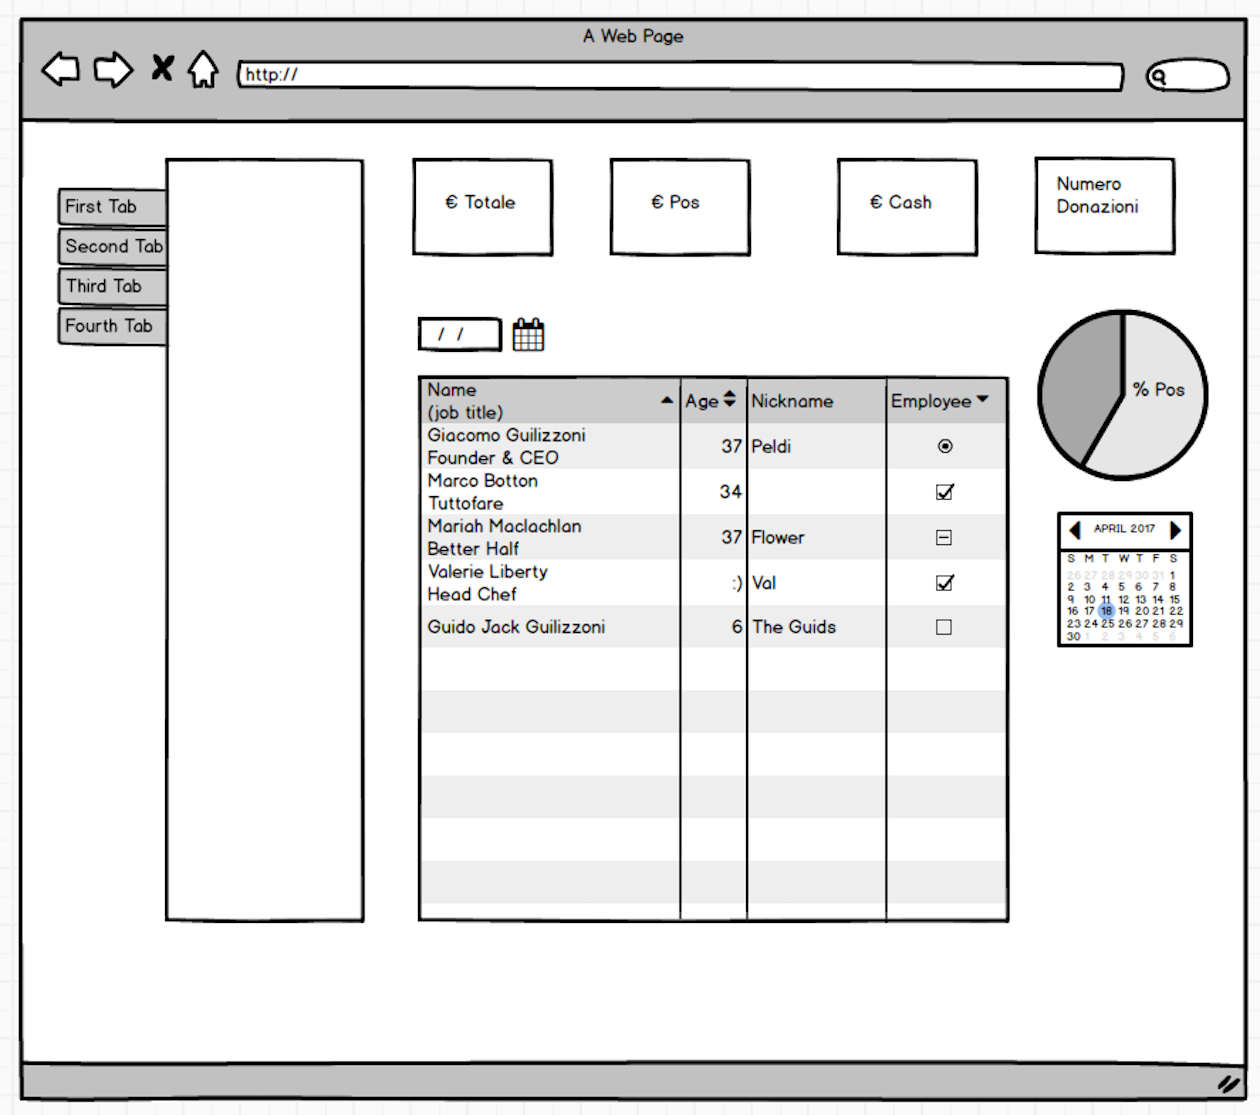 A Web Page
http://
First Tab
Second Tab
Third Tab
Fourth Tab
€ Totale
€ Pos
€ Cash
Numero
Donazioni
/ /
Name
(job title)
Age
Nickname
Employee
Giacomo Guilizzoni
Founder & CEO
37
Peldi
Marco Botton
Tuttofare
34
Mariah Maclachlan
Better Half
37
Flower
Valerie Liberty
Head Chef
:)
Val
Guido Jack Guilizzoni
6
The Guids
% Pos
APRIL 2017
S M T W T F S
26 27 28 29 30 31 1
2 3 4 5 6 7 8
9 10 11 12 13 14 15
16 17 18 19 20 21 22
23 24 25 26 27 28 29
30 1 2 3 4 5 6